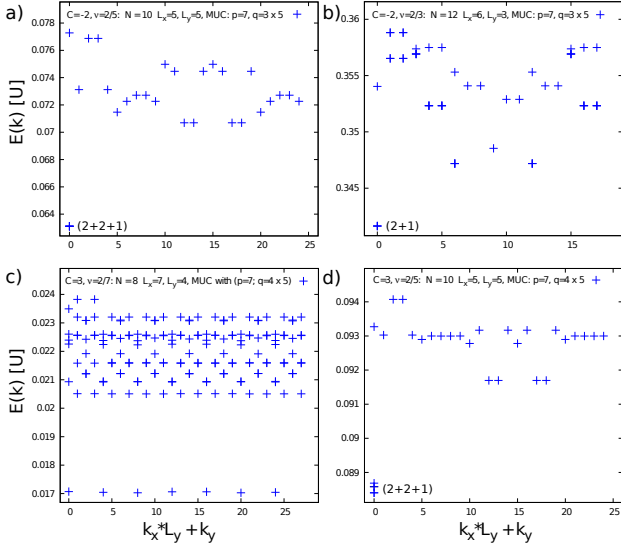 a)
C=-2, ν=2/5: N =10 L_x=5, L_y=5, MUC: p=7, q=3 x 5
E(k) [U]
0.078
0.076
0.074
0.072
0.07
0.068
0.066
0.064
(2+2+1)
0 5 10 15 20 25
b)
C=-2, ν=2/3: N =12 L_x=6, L_y=3, MUC: p=7, q=3 x 5
0.36
0.355
0.35
0.345
(2+1)
0 5 10 15
c)
C=3, ν=2/7: N =8 L_x=7, L_y=4, MUC with (p=7; q=4 x 5)
E(k) [U]
0.024
0.023
0.022
0.021
0.02
0.019
0.018
0.017
0 5 10 15 20 25
k_x*L_y+k_y
d)
C=3, ν=2/5: N =10 L_x=5, L_y=5, MUC: p=7, q=4 x 5
0.094
0.093
0.092
0.091
0.09
0.089
(2+2+1)
0 5 10 15 20 25
k_x*L_y+k_y